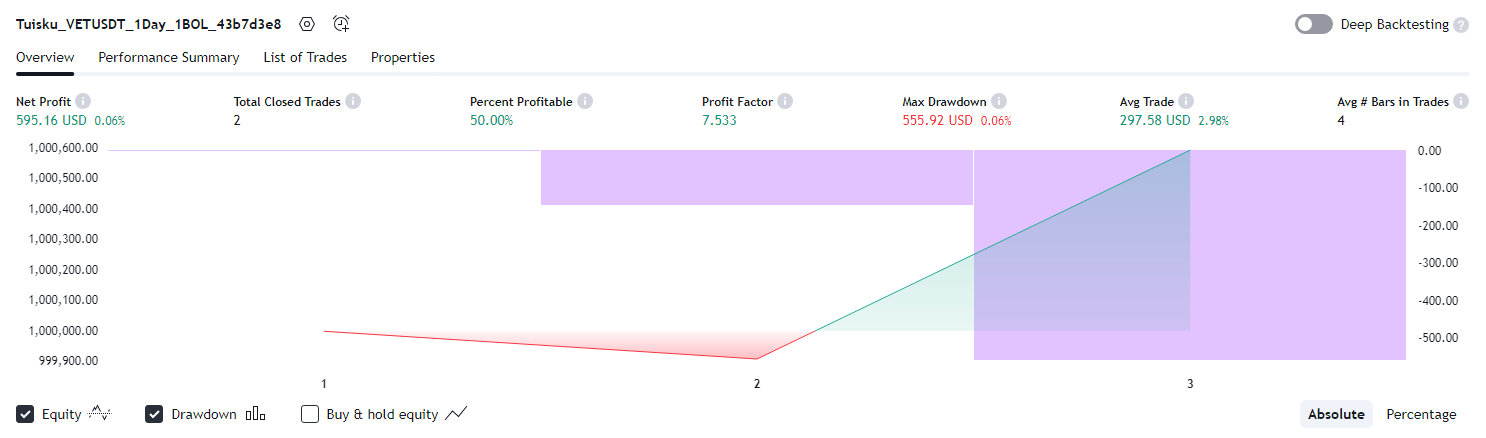 Tuisku_VETUSDT_1Day_1BOL_43b7d3e8 Deep Backtesting
Overview Performance Summary List of Trades Properties
Net Profit Total Closed Trades Percent Profitable Profit Factor Max Drawdown Avg Trade Avg # Bars in Trades
595.16 USD 0.06% 2 50.00% 7.533 555.92 USD 0.06% 297.58 USD 2.98% 4
1,000,600.00 0.00
1,000,500.00 -100.00
1,000,400.00 -200.00
1,000,300.00 -300.00
1,000,200.00 -400.00
1,000,100.00 -500.00
1,000,000.00
999,900.00
1 2 3
Equity Drawdown Buy & hold equity Absolute Percentage